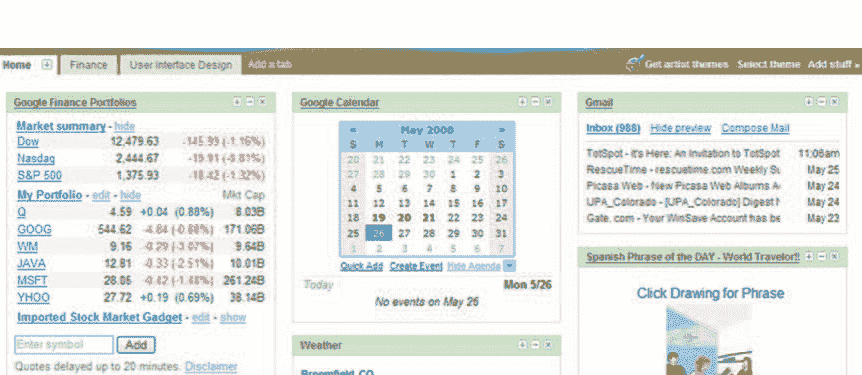 Home Finance User Interface Design Add a tab Get artist themes Select theme Add stuff »
Google Finance Portfolios
Market summary - hide
Dow 12,479.63 -145.99 (-1.16%)
Nasdaq 2,444.67 -19.91 (-0.81%)
S&P 500 1,375.93 -18.42 (-1.32%)
My Portfolio - edit - hide Mkt Cap
Q 4.59 +0.04 (0.88%) 8.03B
GOOG 544.62 -4.84 (-0.88%) 171.06B
WM 9.16 -0.29 (-3.07%) 9.64B
JAVA 12.81 -0.33 (-2.51%) 10.01B
MSFT 28.05 -0.42 (-1.48%) 261.24B
YHOO 27.72 +0.19 (0.69%) 38.14B
Imported Stock Market Gadget - edit - show
Enter symbol Add
Quotes delayed up to 20 minutes. Disclaimer
Google Calendar
« May 2008 »
S M T W T F S
20 21 22 23 24 25 26
27 28 29 30 1 2 3
4 5 6 7 8 9 10
11 12 13 14 15 16 17
18 19 20 21 22 23 24
25 26 27 28 29 30 31
1 2 3 4 5 6 7
Quick Add Create Event Hide Agenda
Today Mon 5/26
No events on May 26
Weather
Broomfield, CO
Gmail
Inbox (988) Hide preview Compose Mail
TotSpot - It's Here: An Invitation to TotSpot 11:06am
RescueTime - rescuetime.com Weekly Su May 25
Picasa Web - New Picasa Web Albums A May 24
UPA_Colorado - [UPA_Colorado] Digest May 24
Gate.com - Your WinSave Account has be May 23
Spanish Phrase of the DAY - World Travelor!!
Click Drawing for Phrase